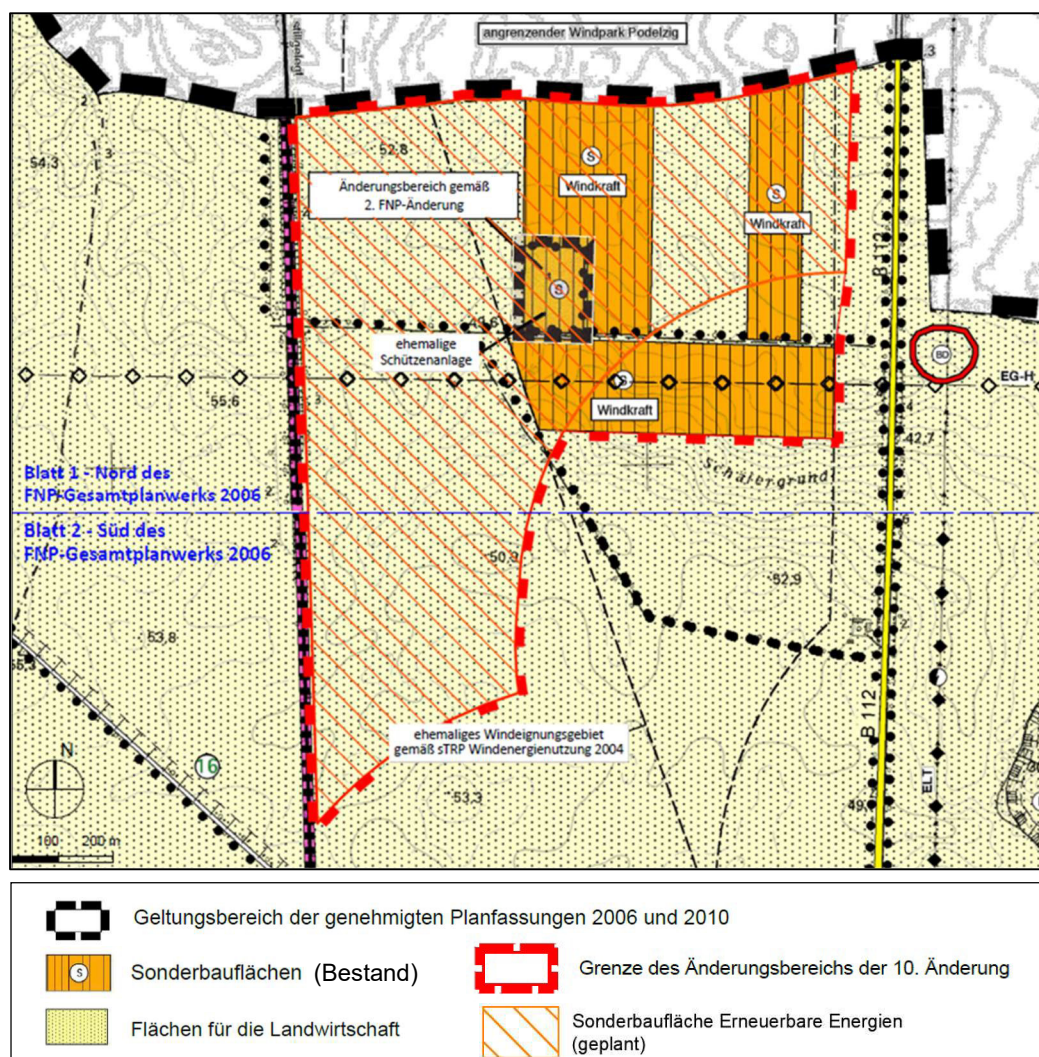 angrenzender Windpark Podelzig
54,3
52,8
S
Windkraft
S
Windkraft
Änderungsbereich gemäß
2. FNP-Änderung
S
B 112
ehemalige
Schützenanlage
BD
EG-H
55,6
S
Windkraft
42,7
Schäfergrund
Blatt 1 - Nord des
FNP-Gesamtplanwerks 2006
Blatt 2 - Süd des
FNP-Gesamtplanwerks 2006
50,9
52,9
53,8
B 112
ehemaliges Windeignungsgebiet
gemäß sTRP Windenergienutzung 2004
N
16
53,3
ELT
100 200 m
Geltungsbereich der genehmigten Planfassungen 2006 und 2010
S
Sonderbauflächen (Bestand)
Grenze des Änderungsbereichs der 10. Änderung
Flächen für die Landwirtschaft
Sonderbaufläche Erneuerbare Energien
(geplant)